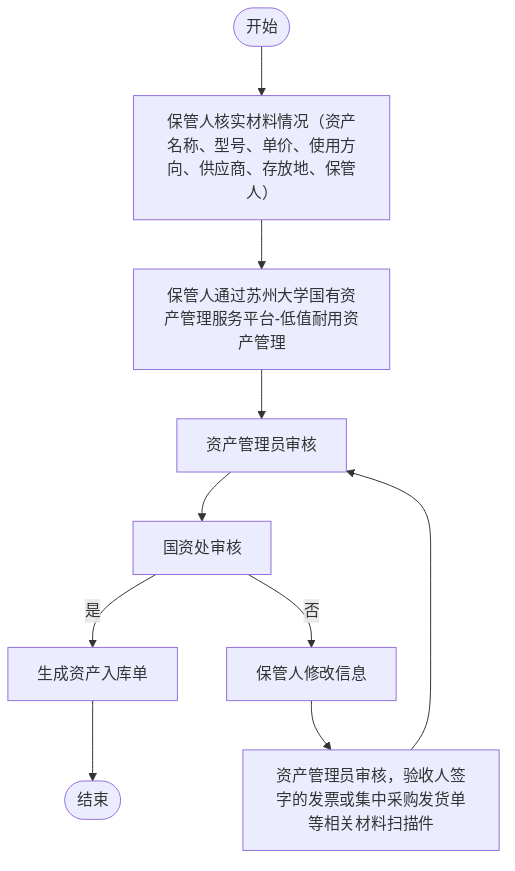 开始
保管人核实材料情况（资产
名称、型号、单价、使用方
向、供应商、存放地、保管
人）
保管人通过苏州大学国有资
产管理服务平台-低值耐用资
产管理
资产管理员审核
国资处审核
是
否
生成资产入库单
保管人修改信息
结束
资产管理员审核，验收人签
字的发票或集中采购发货单
等相关材料扫描件